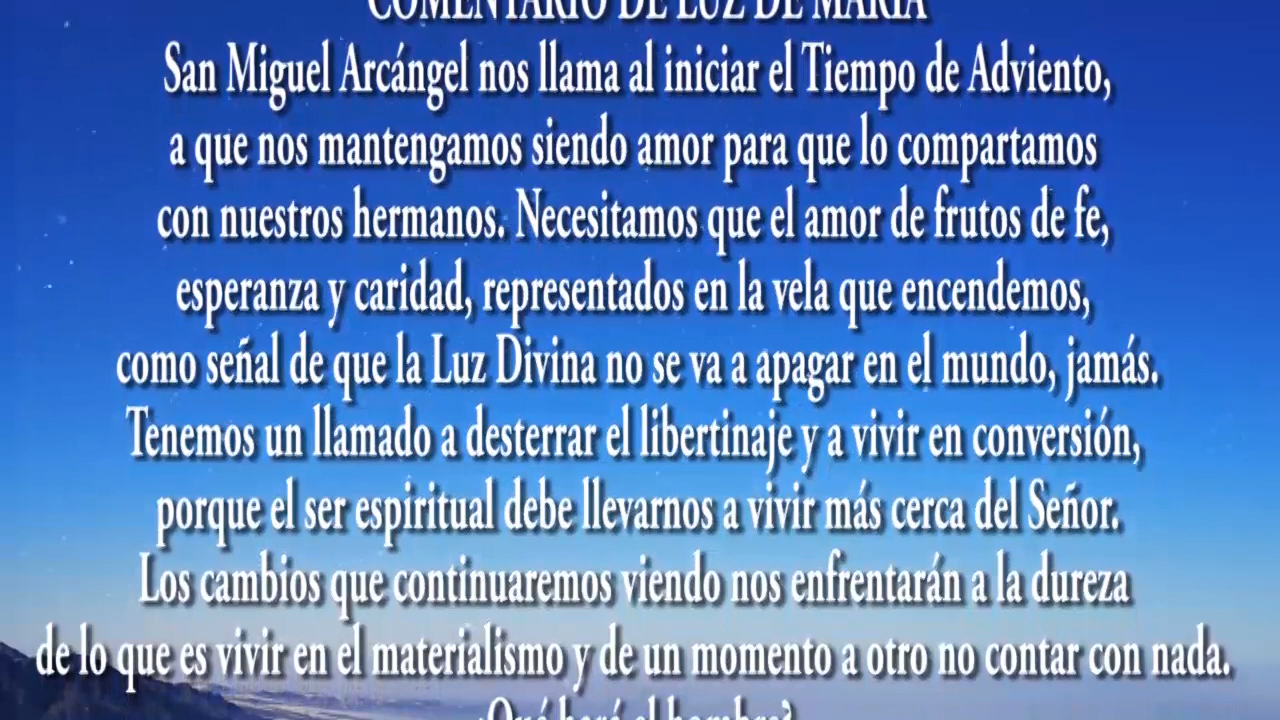 COMENTARIO DE LUZ DE MARÍA
San Miguel Arcángel nos llama al iniciar el Tiempo de Adviento,
a que nos mantengamos siendo amor para que lo compartamos
con nuestros hermanos. Necesitamos que el amor de frutos de fe,
esperanza y caridad, representados en la vela que encendemos,
como señal de que la Luz Divina no se va a apagar en el mundo, jamás.
Tenemos un llamado a desterrar el libertinaje y a vivir en conversión,
porque el ser espiritual debe llevarnos a vivir más cerca del Señor.
Los cambios que continuaremos viendo nos enfrentarán a la dureza
de lo que es vivir en el materialismo y de un momento a otro no contar con nada.
¿Qué hará el hombre?